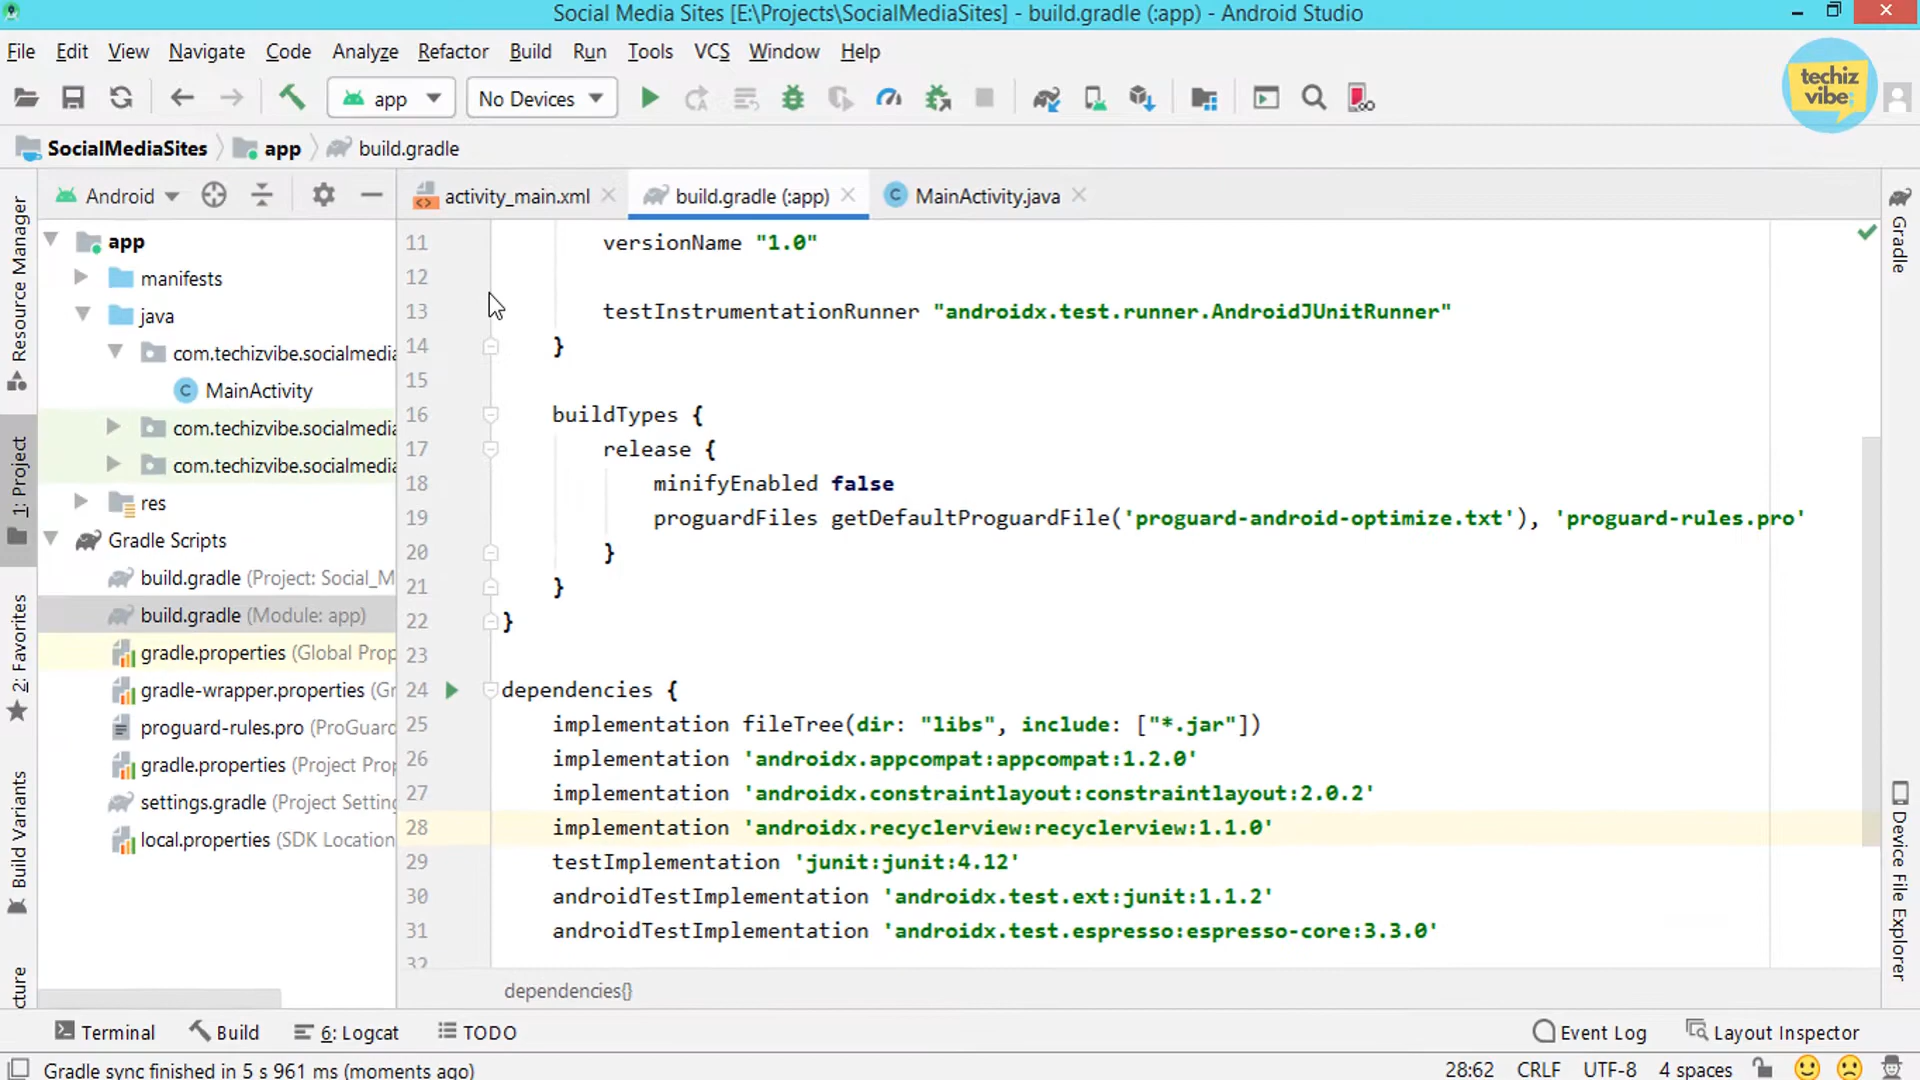 Social Media Sites [E:\Projects\SocialMediaSites] - build.gradle (:app) - Android Studio
File Edit View Navigate Code Analyze Refactor Build Run Tools VCS Window Help
techiz vibe
app No Devices
SocialMediaSites app build.gradle
Android activity_main.xml build.gradle (:app) MainActivity.java
Resource Manager
1: Project
2: Favorites
Build Variants
cture
app
manifests
java
com.techizvibe.socialmedia
MainActivity
com.techizvibe.socialmedia
com.techizvibe.socialmedia
res
Gradle Scripts
build.gradle (Project: Social_M
build.gradle (Module: app)
gradle.properties (Global Prop
gradle-wrapper.properties (Gr
proguard-rules.pro (ProGuard
gradle.properties (Project Prop
settings.gradle (Project Setting
local.properties (SDK Location
11 versionName "1.0"
12
13 testInstrumentationRunner "androidx.test.runner.AndroidJUnitRunner"
14 }
15
16 buildTypes {
17 release {
18 minifyEnabled false
19 proguardFiles getDefaultProguardFile('proguard-android-optimize.txt'), 'proguard-rules.pro'
20 }
21 }
22 }
23
24 dependencies {
25 implementation fileTree(dir: "libs", include: ["*.jar"])
26 implementation 'androidx.appcompat:appcompat:1.2.0'
27 implementation 'androidx.constraintlayout:constraintlayout:2.0.2'
28 implementation 'androidx.recyclerview:recyclerview:1.1.0'
29 testImplementation 'junit:junit:4.12'
30 androidTestImplementation 'androidx.test.ext:junit:1.1.2'
31 androidTestImplementation 'androidx.test.espresso:espresso-core:3.3.0'
32
dependencies{}
Gradle
Device File Explorer
Terminal Build 6: Logcat TODO Event Log Layout Inspector
Gradle sync finished in 5 s 961 ms (moments ago) 28:62 CRLF UTF-8 4 spaces